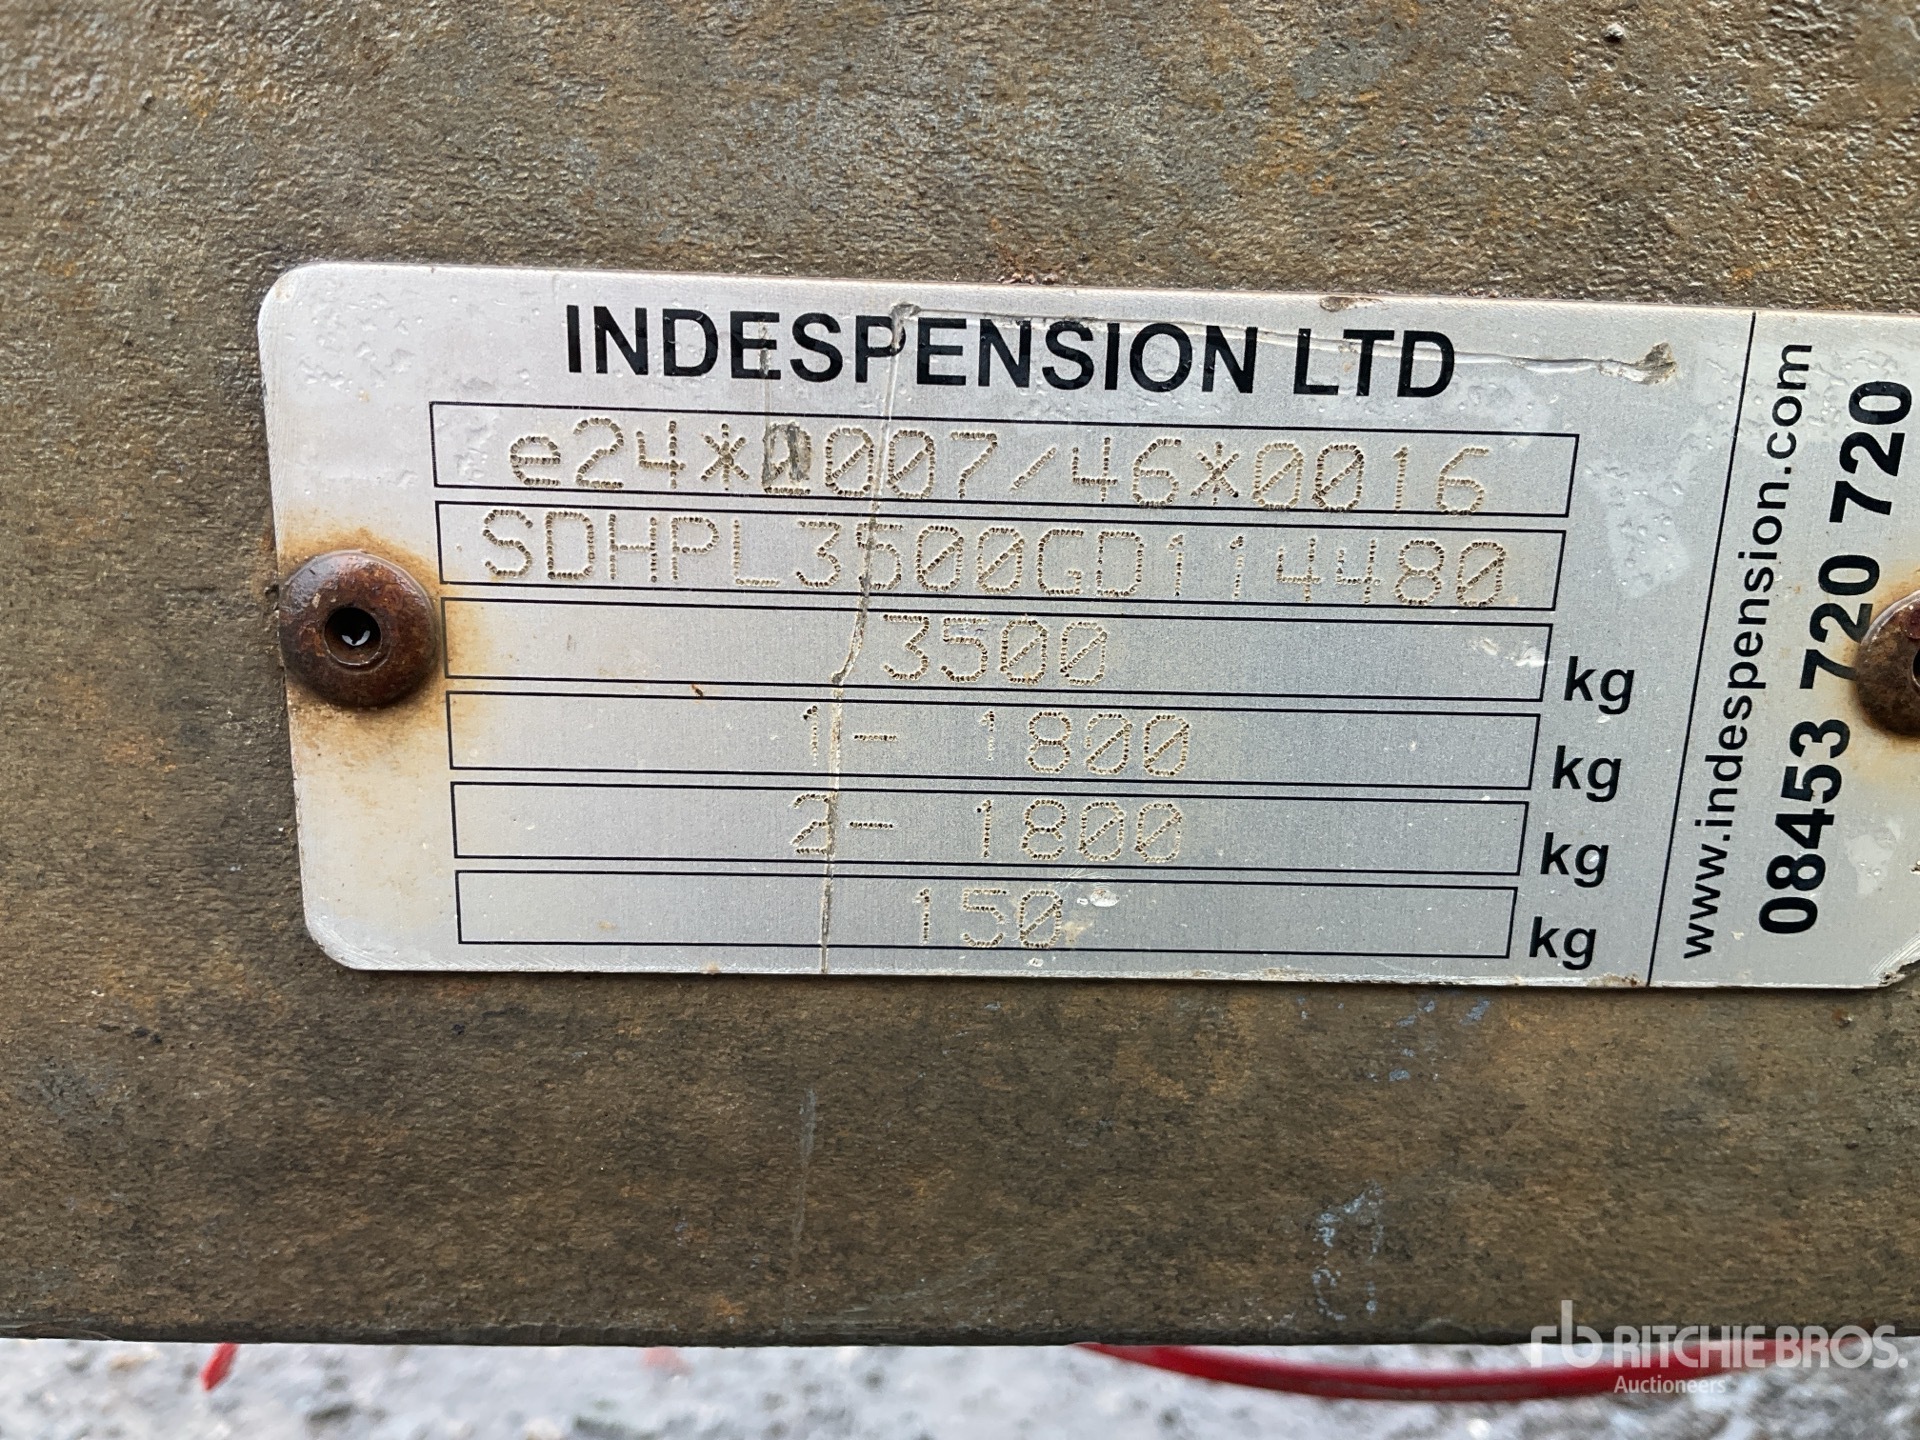 INDESPENSION LTD
e24*2007/46*0016
SDHPL3500GD114480
3500 kg
1- 1800 kg
2- 1800 kg
150 kg
www.indespension.com
08453 720 720 720
RITCHIE BROS.
Auctioneers